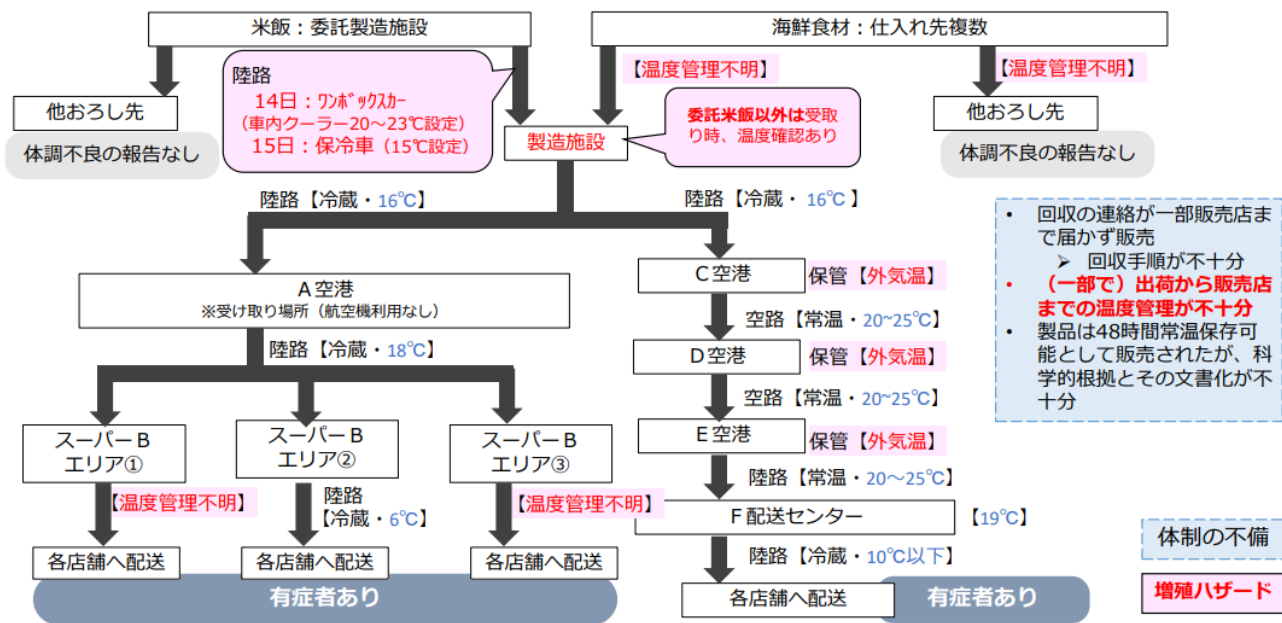 米飯：委託製造施設
海鮮食材：仕入れ先複数
陸路
14日：ﾜﾝﾎﾞｯｸｽｶｰ
（車内クーラー20～23℃設定）
15日：保冷車（15℃設定）
【温度管理不明】
【温度管理不明】
他おろし先
体調不良の報告なし
製造施設
委託米飯以外は受取
り時、温度確認あり
他おろし先
体調不良の報告なし
陸路【冷蔵・16℃】
陸路【冷蔵・16℃】
Ａ空港
※受け取り場所（航空機利用なし）
陸路【冷蔵・18℃】
スーパーＢ
エリア①
スーパーＢ
エリア②
スーパーＢ
エリア③
【温度管理不明】
陸路
【冷蔵・6℃】
【温度管理不明】
各店舗へ配送
各店舗へ配送
各店舗へ配送
有症者あり
Ｃ空港
保管【外気温】
空路【常温・20~25℃】
Ｄ空港
保管【外気温】
空路【常温・20~25℃】
Ｅ空港
保管【外気温】
陸路【常温・20～25℃】
Ｆ配送センター
【19℃】
陸路【冷蔵・10℃以下】
各店舗へ配送
有症者あり
• 回収の連絡が一部販売店ま
で届かず販売
➢ 回収手順が不十分
• （一部で）出荷から販売店
までの温度管理が不十分
• 製品は48時間常温保存可
能として販売されたが、科
学的根拠とその文書化が不
十分
体制の不備
増殖ハザード